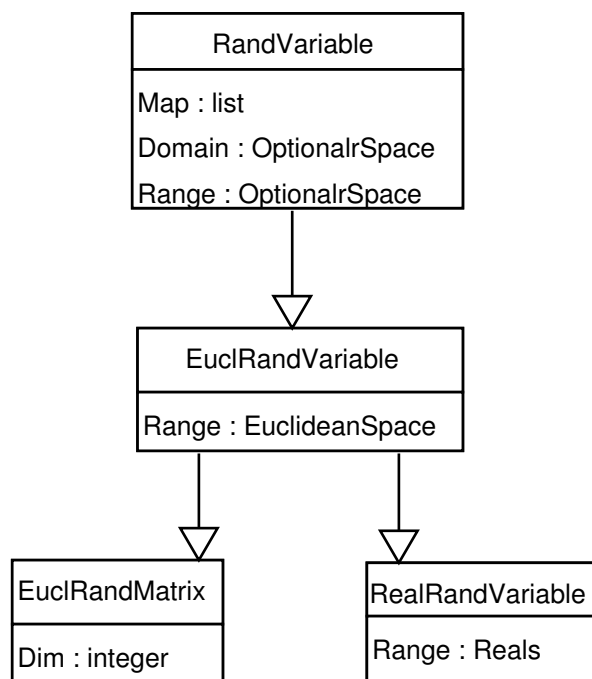 RandVariable
Map : list
Domain : OptionalrSpace
Range : OptionalrSpace
EuclRandVariable
Range : EuclideanSpace
EuclRandMatrix
Dim : integer
RealRandVariable
Range : Reals